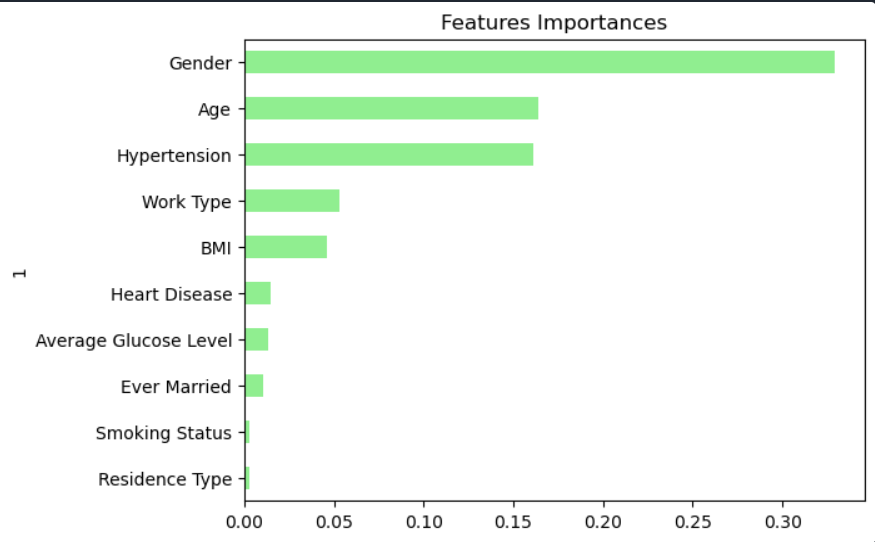 Features Importances
Gender
Age
Hypertension
Work Type
BMI
1
Heart Disease
Average Glucose Level
Ever Married
Smoking Status
Residence Type
0.00 0.05 0.10 0.15 0.20 0.25 0.30